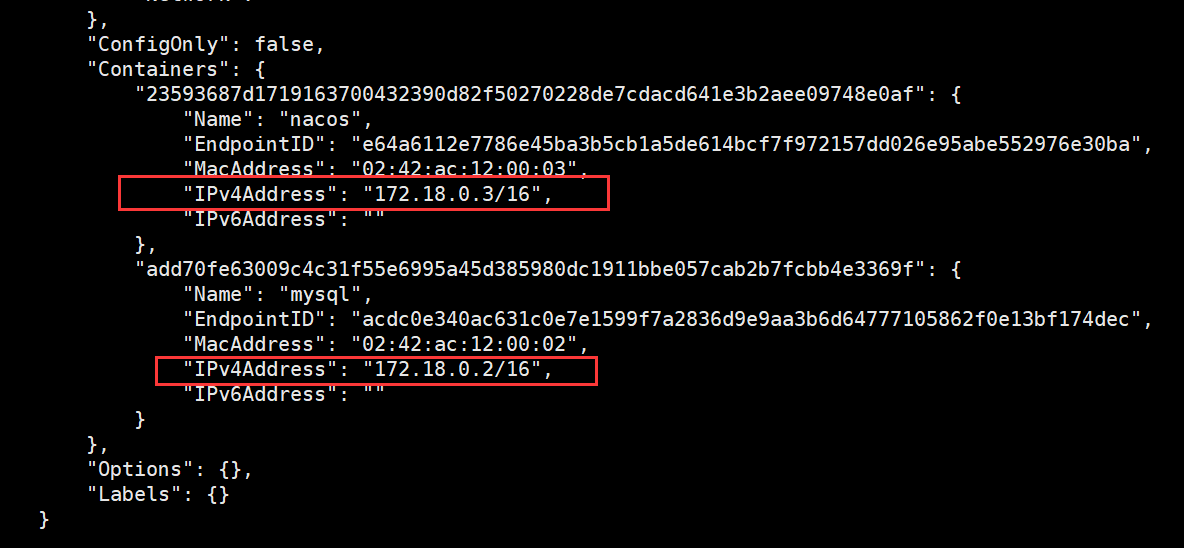 },
"ConfigOnly": false,
"Containers": {
"23593687d1719163700432390d82f50270228de7cdacd641e3b2aee09748e0af": {
"Name": "nacos",
"EndpointID": "e64a6112e7786e45ba3b5cb1a5de614bcf7f972157dd026e95abe552976e30ba",
"MacAddress": "02:42:ac:12:00:03",
"IPv4Address": "172.18.0.3/16",
"IPv6Address": ""
},
"add70fe63009c4c31f55e6995a45d385980dc1911bbe057cab2b7fcbb4e3369f": {
"Name": "mysql",
"EndpointID": "acdc0e340ac631c0e7e1599f7a2836d9e9aa3b6d64777105862f0e13bf174dec",
"MacAddress": "02:42:ac:12:00:02",
"IPv4Address": "172.18.0.2/16",
"IPv6Address": ""
}
},
"Options": {},
"Labels": {}
}